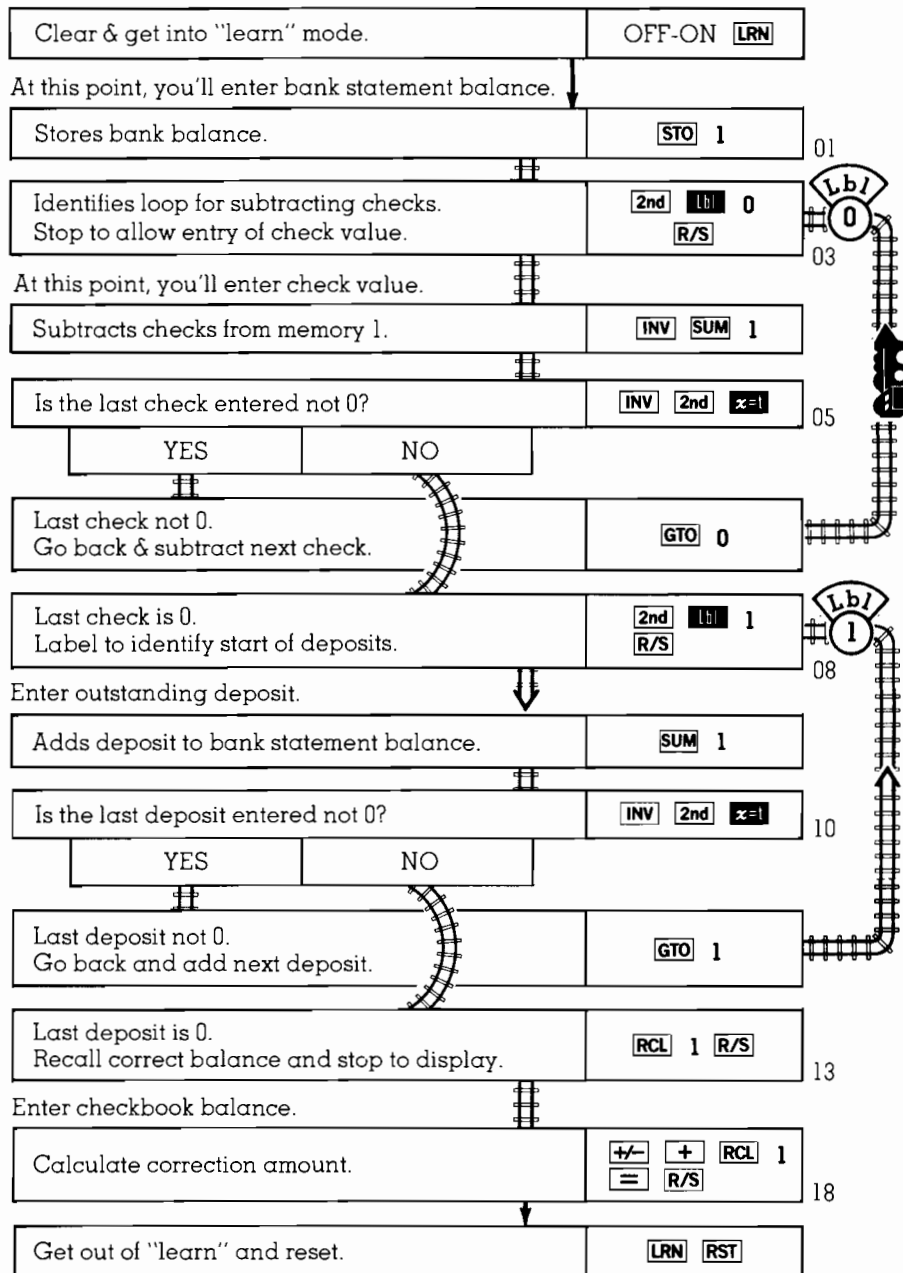 Clear & get into "learn" mode. OFF-ON LRN
At this point, you'll enter bank statement balance.
Stores bank balance. STO 1
01
Identifies loop for subtracting checks. 2nd Lbl 0
Stop to allow entry of check value. R/S
03
Lbl
0
At this point, you'll enter check value.
Subtracts checks from memory 1. INV SUM 1
Is the last check entered not 0? INV 2nd x=t
05
YES NO
Last check not 0.
Go back & subtract next check. GTO 0
Last check is 0. 2nd Lbl 1
Label to identify start of deposits. R/S
08
Lbl
1
Enter outstanding deposit.
Adds deposit to bank statement balance. SUM 1
Is the last deposit entered not 0? INV 2nd x=t
10
YES NO
Last deposit not 0.
Go back and add next deposit. GTO 1
Last deposit is 0.
Recall correct balance and stop to display. RCL 1 R/S
13
Enter checkbook balance.
Calculate correction amount. +/- + RCL 1
= R/S
18
Get out of "learn" and reset. LRN RST